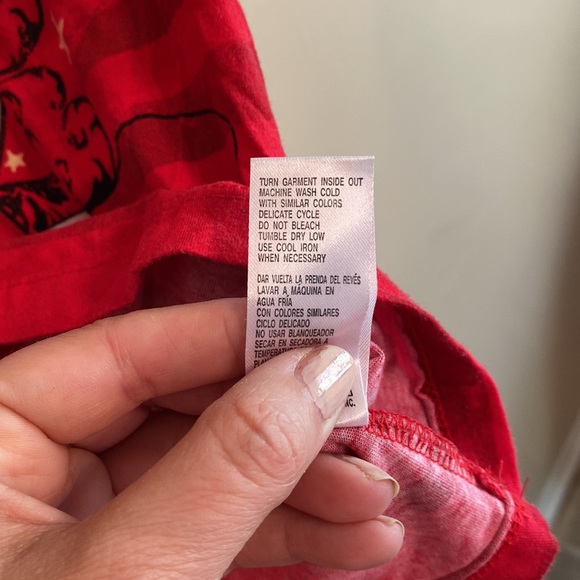 TURN GARMENT INSIDE OUT
MACHINE WASH COLD
WITH SIMILAR COLORS
DELICATE CYCLE
DO NOT BLEACH
TUMBLE DRY LOW
USE COOL IRON
WHEN NECESSARY
DAR VUELTA LA PRENDA DEL REVÉS
LAVAR A MÁQUINA EN
AGUA FRÍA
CON COLORES SIMILARES
CICLO DELICADO
NO USAR BLANQUEADOR
SECAR EN SECADORA A